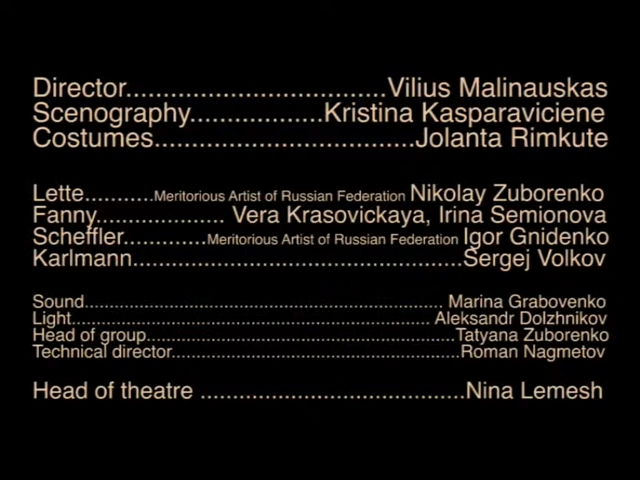 Director..................................Vilius Malinauskas
Scenography.................Kristina Kasparaviciene
Costumes..................................Jolanta Rimkute
Lette...........Meritorious Artist of Russian Federation Nikolay Zuborenko
Fanny.................. Vera Krasovickaya, Irina Semionova
Scheffler...........Meritorious Artist of Russian Federation Igor Gnidenko
Karlmann.............................................Sergej Volkov
Sound................................................................ Marina Grabovenko
Light................................................................ Aleksandr Dolzhnikov
Head of group.......................................................Tatyana Zuborenko
Technical director...................................................Roman Nagmetov
Head of theatre ....................................Nina Lemesh